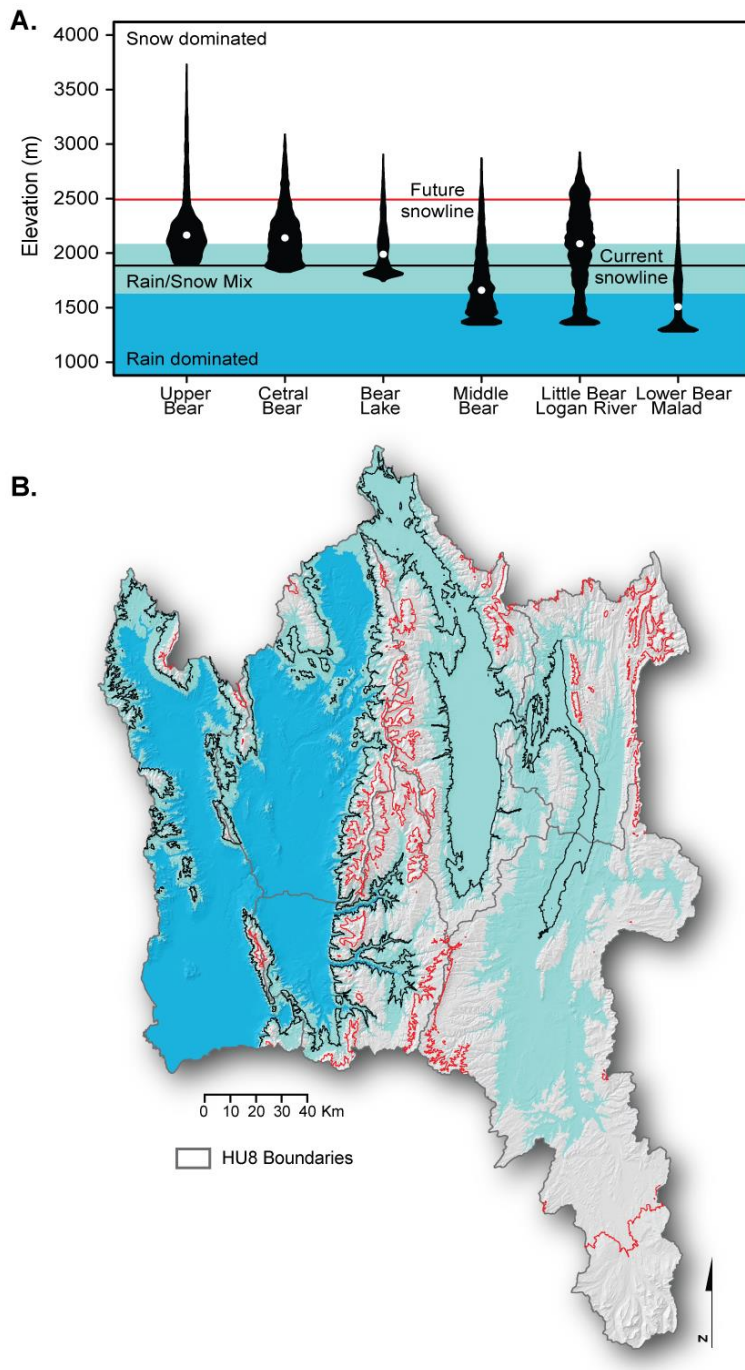 A.
4000
Snow dominated
3500
3000
Elevation (m)
2500
Future
snowline
2000
Current
snowline
Rain/Snow Mix
1500
1000
Rain dominated
Upper
Bear
Cetral
Bear
Bear
Lake
Middle
Bear
Little Bear
Logan River
Lower Bear
Malad
B.
0 10 20 30 40 Km
HU8 Boundaries
N